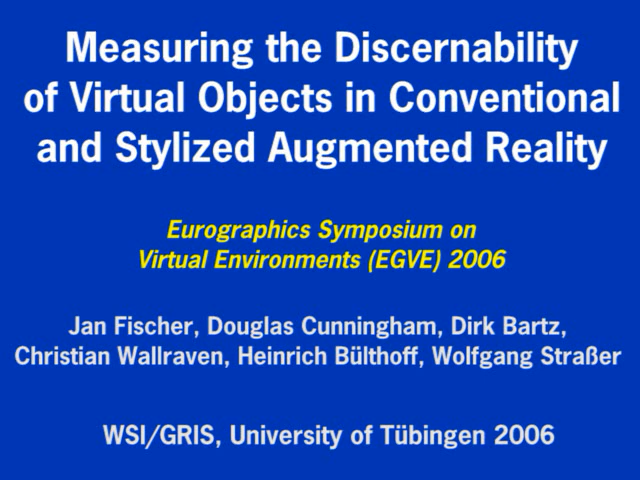 Measuring the Discernability
of Virtual Objects in Conventional
and Stylized Augmented Reality
Eurographics Symposium on
Virtual Environments (EGVE) 2006
Jan Fischer, Douglas Cunningham, Dirk Bartz,
Christian Wallraven, Heinrich Bülthoff, Wolfgang Straßer
WSI/GRIS, University of Tübingen 2006